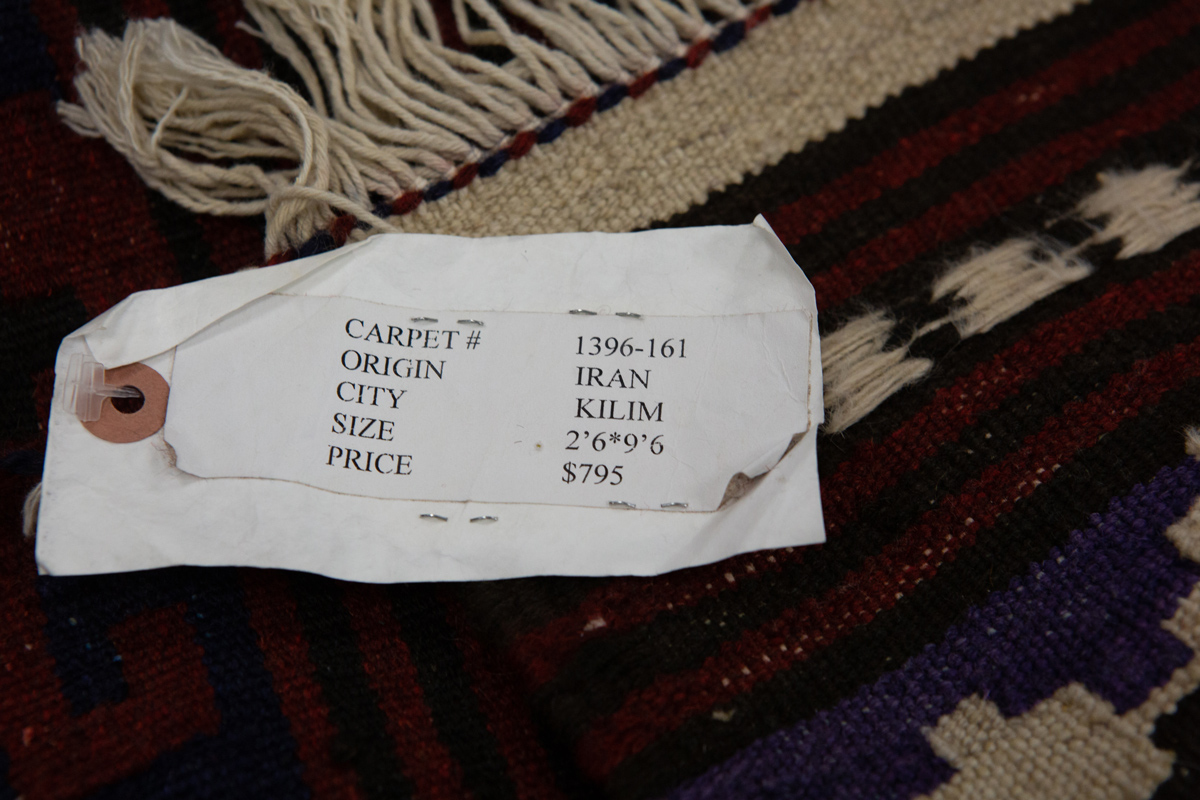 CARPET # 1396-161
ORIGIN IRAN
CITY KILIM
SIZE 2'6*9'6
PRICE $795